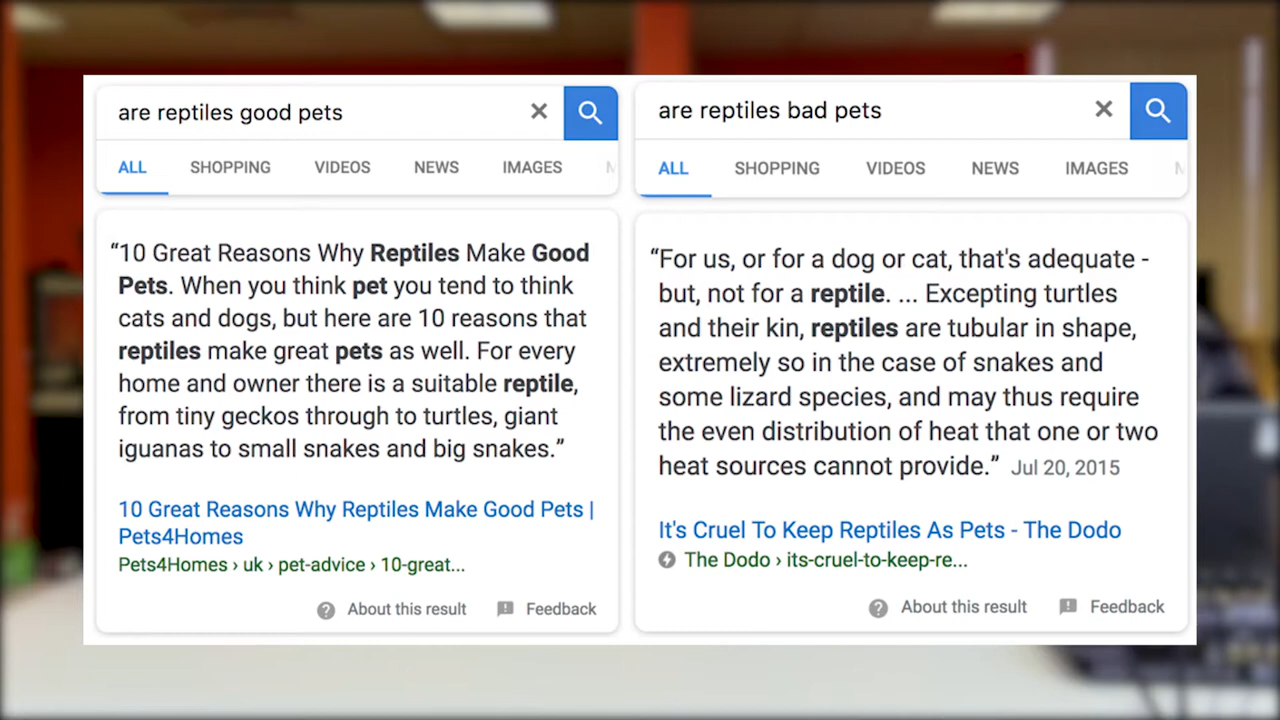 are reptiles good pets
ALL SHOPPING VIDEOS NEWS IMAGES
“10 Great Reasons Why Reptiles Make Good
Pets. When you think pet you tend to think
cats and dogs, but here are 10 reasons that
reptiles make great pets as well. For every
home and owner there is a suitable reptile,
from tiny geckos through to turtles, giant
iguanas to small snakes and big snakes.”
10 Great Reasons Why Reptiles Make Good Pets |
Pets4Homes
Pets4Homes › uk › pet-advice › 10-great...
About this result Feedback
are reptiles bad pets
ALL SHOPPING VIDEOS NEWS IMAGES
“For us, or for a dog or cat, that's adequate -
but, not for a reptile. ... Excepting turtles
and their kin, reptiles are tubular in shape,
extremely so in the case of snakes and
some lizard species, and may thus require
the even distribution of heat that one or two
heat sources cannot provide.” Jul 20, 2015
It's Cruel To Keep Reptiles As Pets - The Dodo
The Dodo › its-cruel-to-keep-re...
About this result Feedback